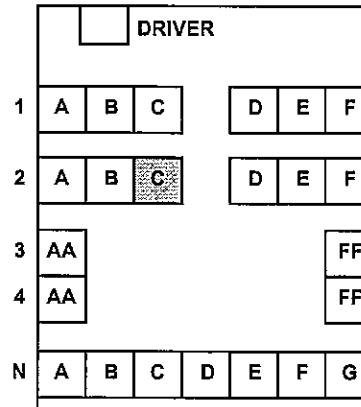 DRIVER
1 A B C D E F
2 A B C D E F
3 AA FF
4 AA FF
N A B C D E F G